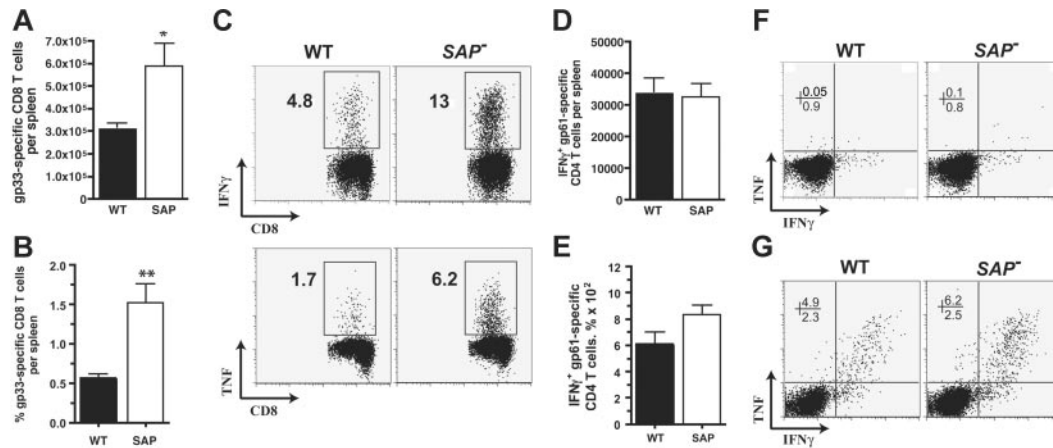 A
gp33-specific CD8 T cells
per spleen
7.0x10⁵
6.0x10⁵
5.0x10⁵
4.0x10⁵
3.0x10⁵
2.0x10⁵
1.0x10⁵
*
WT
SAP
B
% gp33-specific CD8 T cells
per spleen
2.0
1.5
1.0
0.5
0.0
**
WT
SAP
C
WT
SAP⁻
4.8
13
IFNγ
CD8
1.7
6.2
TNF
CD8
D
IFNγ⁺ gp61-specific
CD4 T cells per spleen
50000
40000
30000
20000
10000
0
WT
SAP
E
IFNγ⁺ gp61-specific
CD4 T cells. % x 10²
12
10
8
6
4
2
0
WT
SAP
F
WT
SAP⁻
0.05
0.9
0.1
0.8
TNF
IFNγ
G
WT
SAP⁻
4.9
2.3
6.2
2.5
TNF
IFNγ